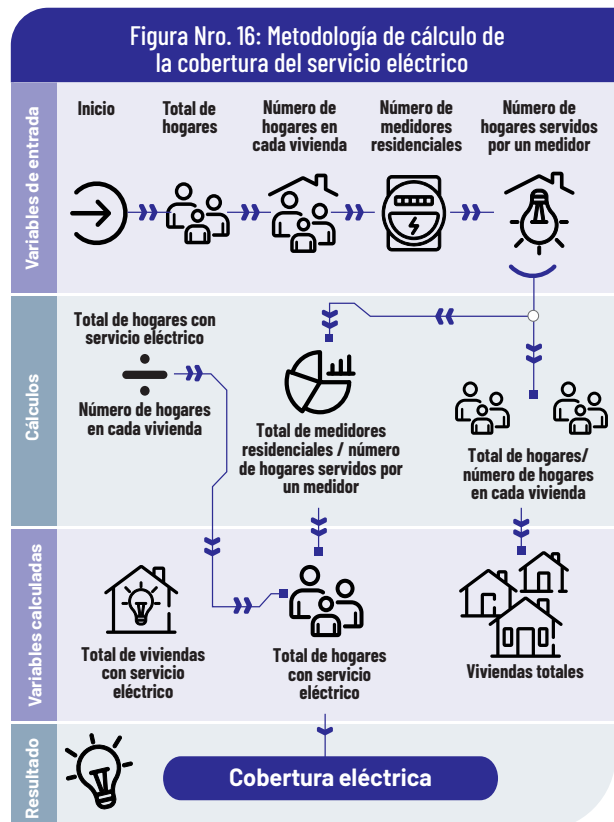 Figura Nro. 16: Metodología de cálculo de
la cobertura del servicio eléctrico
Variables de entrada
Inicio
Total de
hogares
Número de
hogares en
cada vivienda
Número de
medidores
residenciales
Número de
hogares servidos
por un medidor
Cálculos
Total de hogares con
servicio eléctrico
Número de hogares
en cada vivienda
Total de medidores
residenciales / número
de hogares servidos por
un medidor
Total de hogares/
número de hogares
en cada vivienda
Variables calculadas
Total de viviendas
con servicio
eléctrico
Total de hogares
con servicio
eléctrico
Viviendas totales
Resultado
Cobertura eléctrica